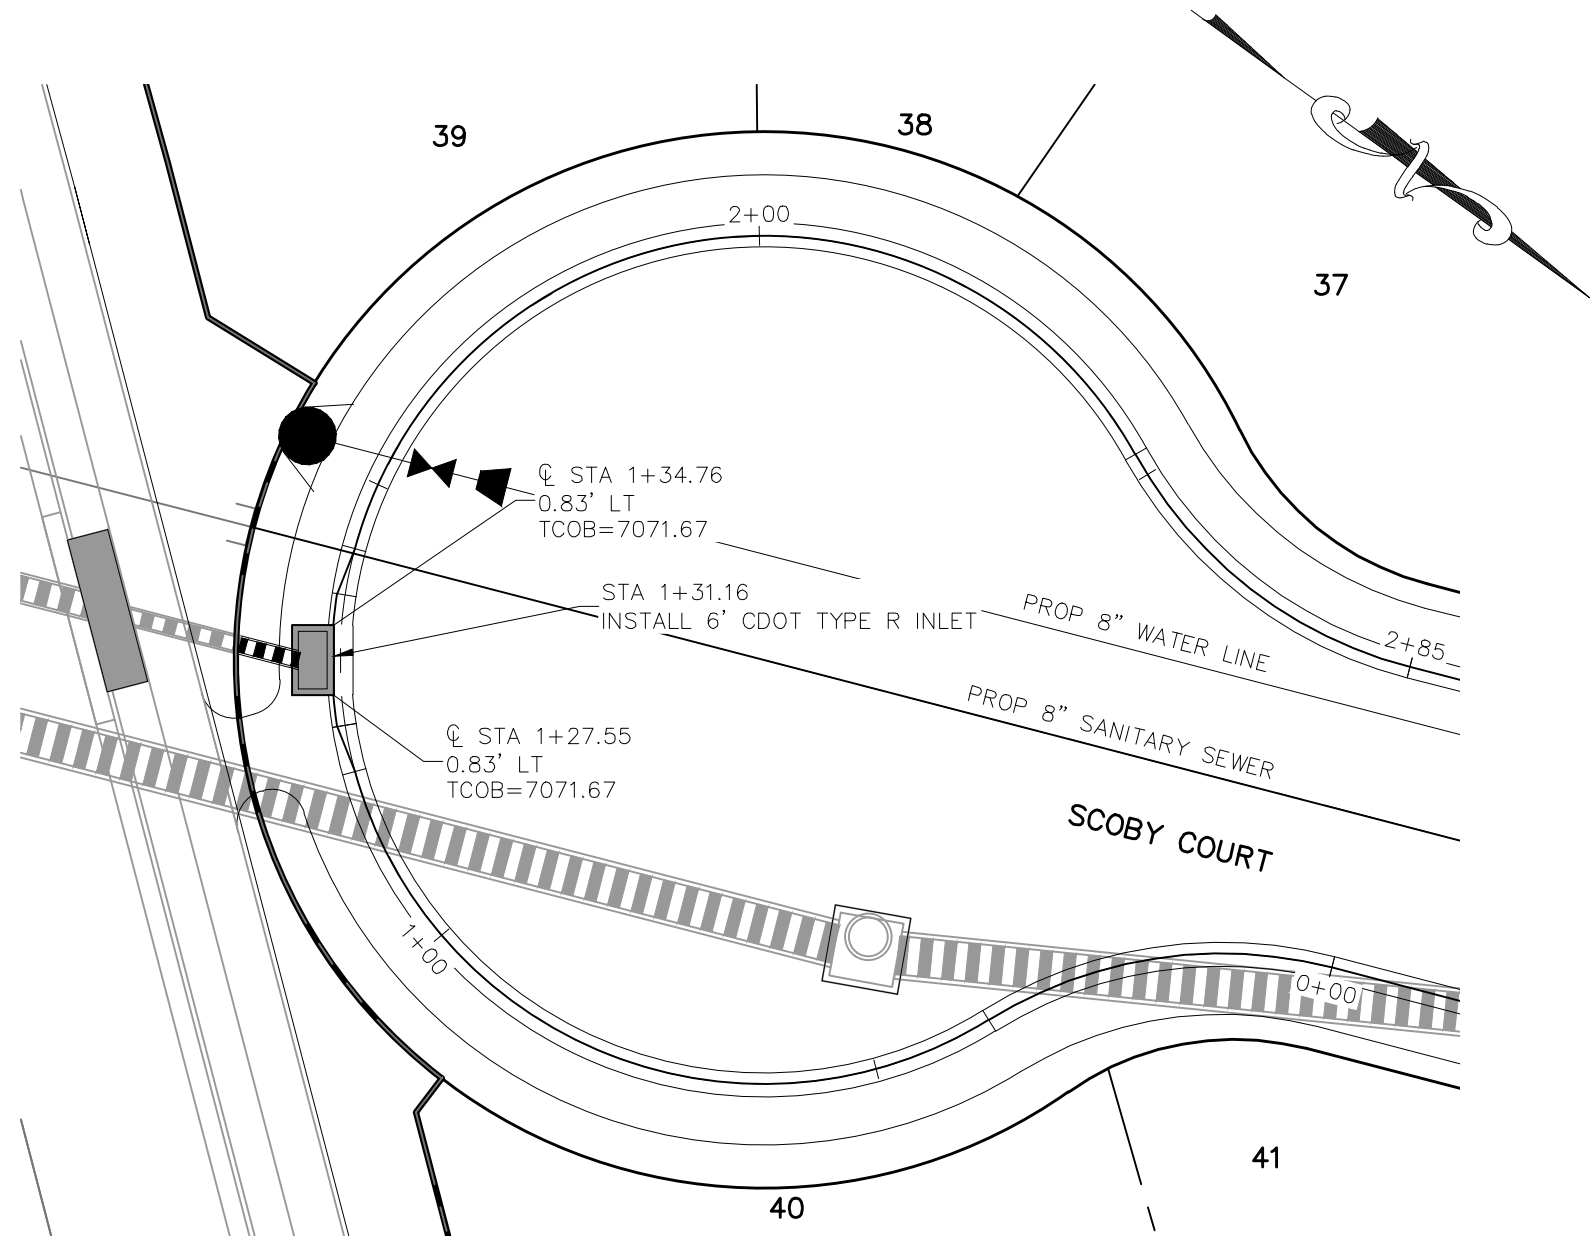 39
38
2+00
37
℄ STA 1+34.76
0.83' LT
TCOB=7071.67
STA 1+31.16
INSTALL 6' CDOT TYPE R INLET
PROP 8" WATER LINE
2+85
PROP 8" SANITARY SEWER
℄ STA 1+27.55
0.83' LT
TCOB=7071.67
SCOBY COURT
1+00
0+00
41
40